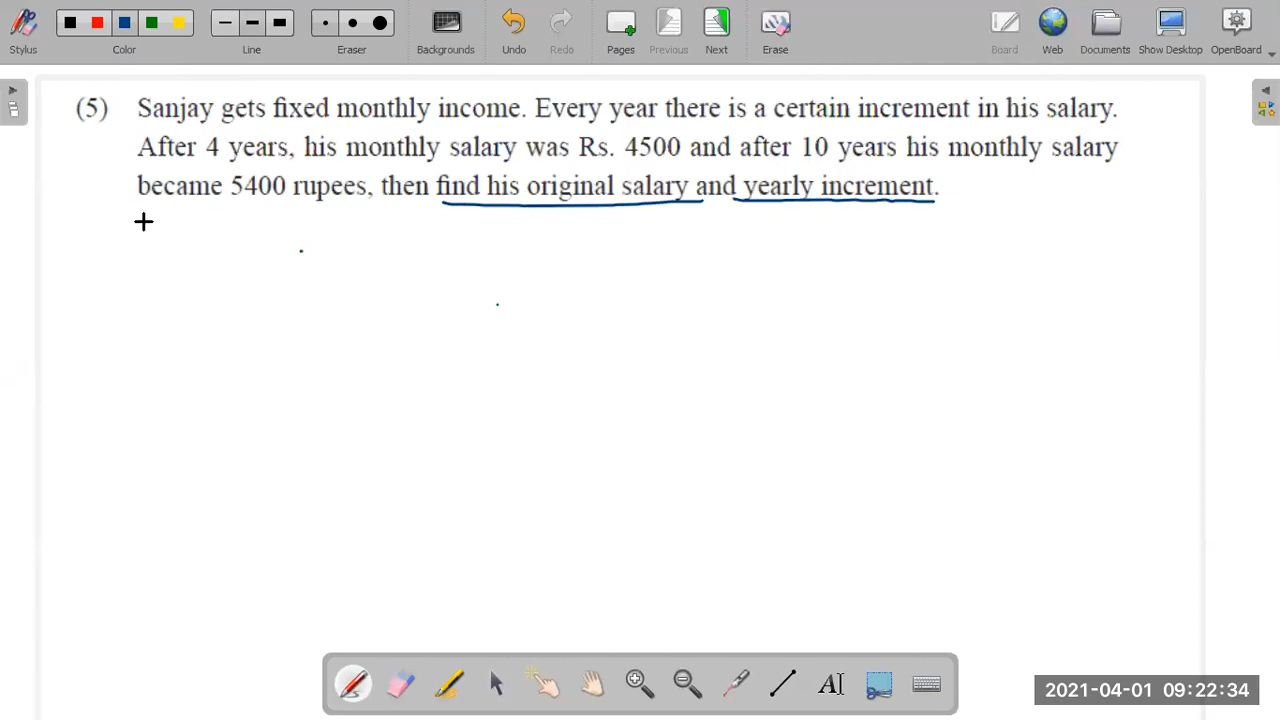 Stylus Color Line Eraser Backgrounds Undo Redo Pages Previous Next Erase Board Web Documents Show Desktop OpenBoard
(5) Sanjay gets fixed monthly income. Every year there is a certain increment in his salary.
After 4 years, his monthly salary was Rs. 4500 and after 10 years his monthly salary
became 5400 rupees, then find his original salary and yearly increment.
AI
2021-04-01 09:22:34